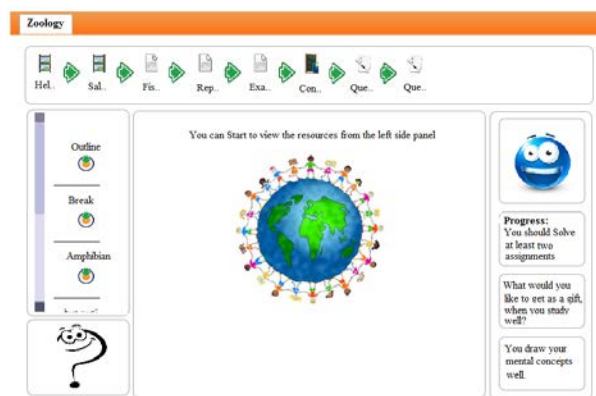 Zoology
Hel.. Sal.. Fis.. Rep.. Exa.. Con.. Que.. Que..
Outline
Break
Amphibian
You can Start to view the resources from the left side panel
Progress:
You should Solve
at least two
assignments
What would you
like to get as a gift,
when you study
well?
You draw your
mental concepts
well.